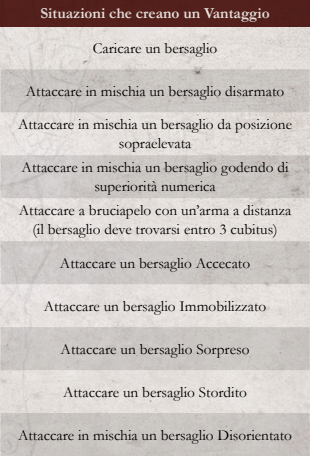 Situazioni che creano un Vantaggio
Caricare un bersaglio
Attaccare in mischia un bersaglio disarmato
Attaccare in mischia un bersaglio da posizione
sopraelevata
Attaccare in mischia un bersaglio godendo di
superiorità numerica
Attaccare a bruciapelo con un'arma a distanza
(il bersaglio deve trovarsi entro 3 cubitus)
Attaccare un bersaglio Accecato
Attaccare un bersaglio Immobilizzato
Attaccare un bersaglio Sorpreso
Attaccare un bersaglio Stordito
Attaccare in mischia un bersaglio Disorientato